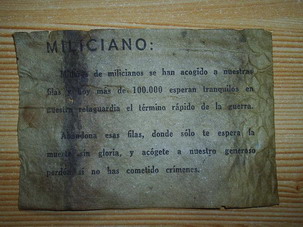 MILICIANO:
de milicianos se han acogido a nuestras
filas y hoy más de 100.000 esperan tranquilos en
nuestra retaguardia el término rápido de la guerra.
Abandona esas filas, donde sólo te espera la
muerte sin gloria, y acógete a nuestro generoso
perdón si no has cometido crímenes.